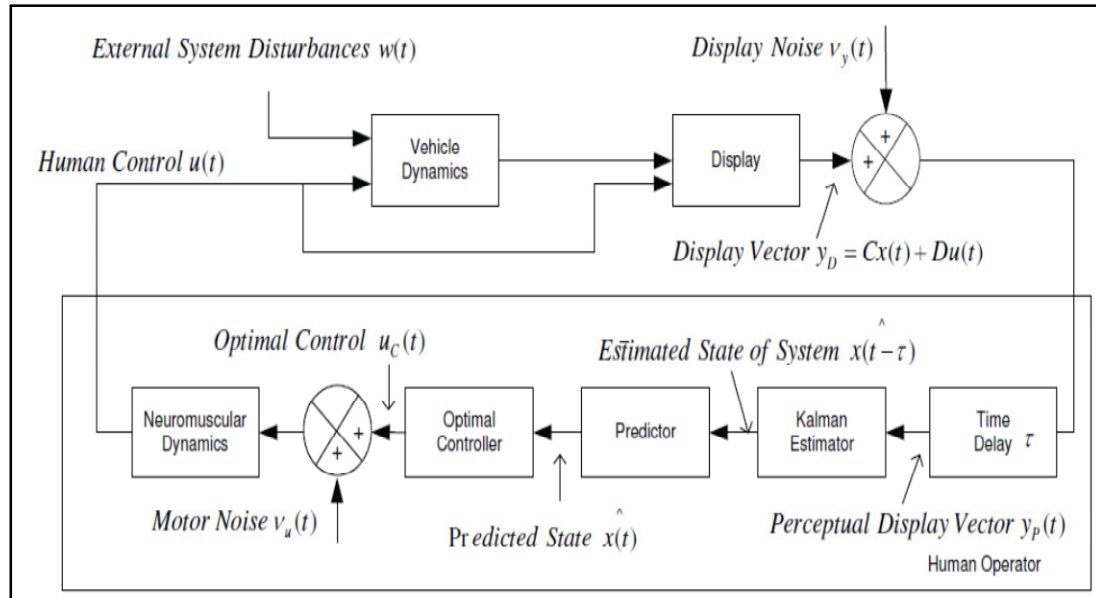 External System Disturbances w(t)
Display Noise v_y(t)
Vehicle
Dynamics
Display
+
+
Human Control u(t)
Display Vector y_D = Cx(t) + Du(t)
Optimal Control u_C(t)
Estimated State of System x̂(t−τ)
Neuromuscular
Dynamics
+
+
Optimal
Controller
Predictor
Kalman
Estimator
Time
Delay τ
Motor Noise v_u(t)
Predicted State x̂(t)
Perceptual Display Vector y_P(t)
Human Operator